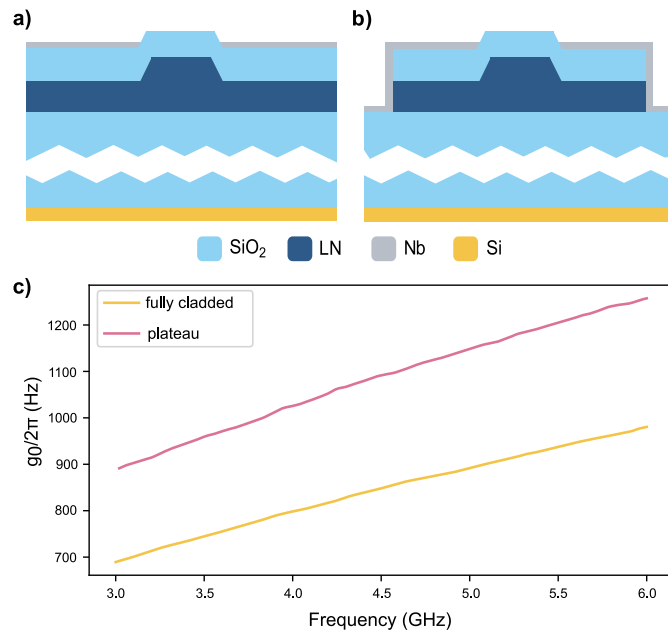 a)
b)
SiO₂ LN Nb Si
c)
fully cladded
plateau
g₀/2π (Hz)
1200
1100
1000
900
800
700
3.0 3.5 4.0 4.5 5.0 5.5 6.0
Frequency (GHz)